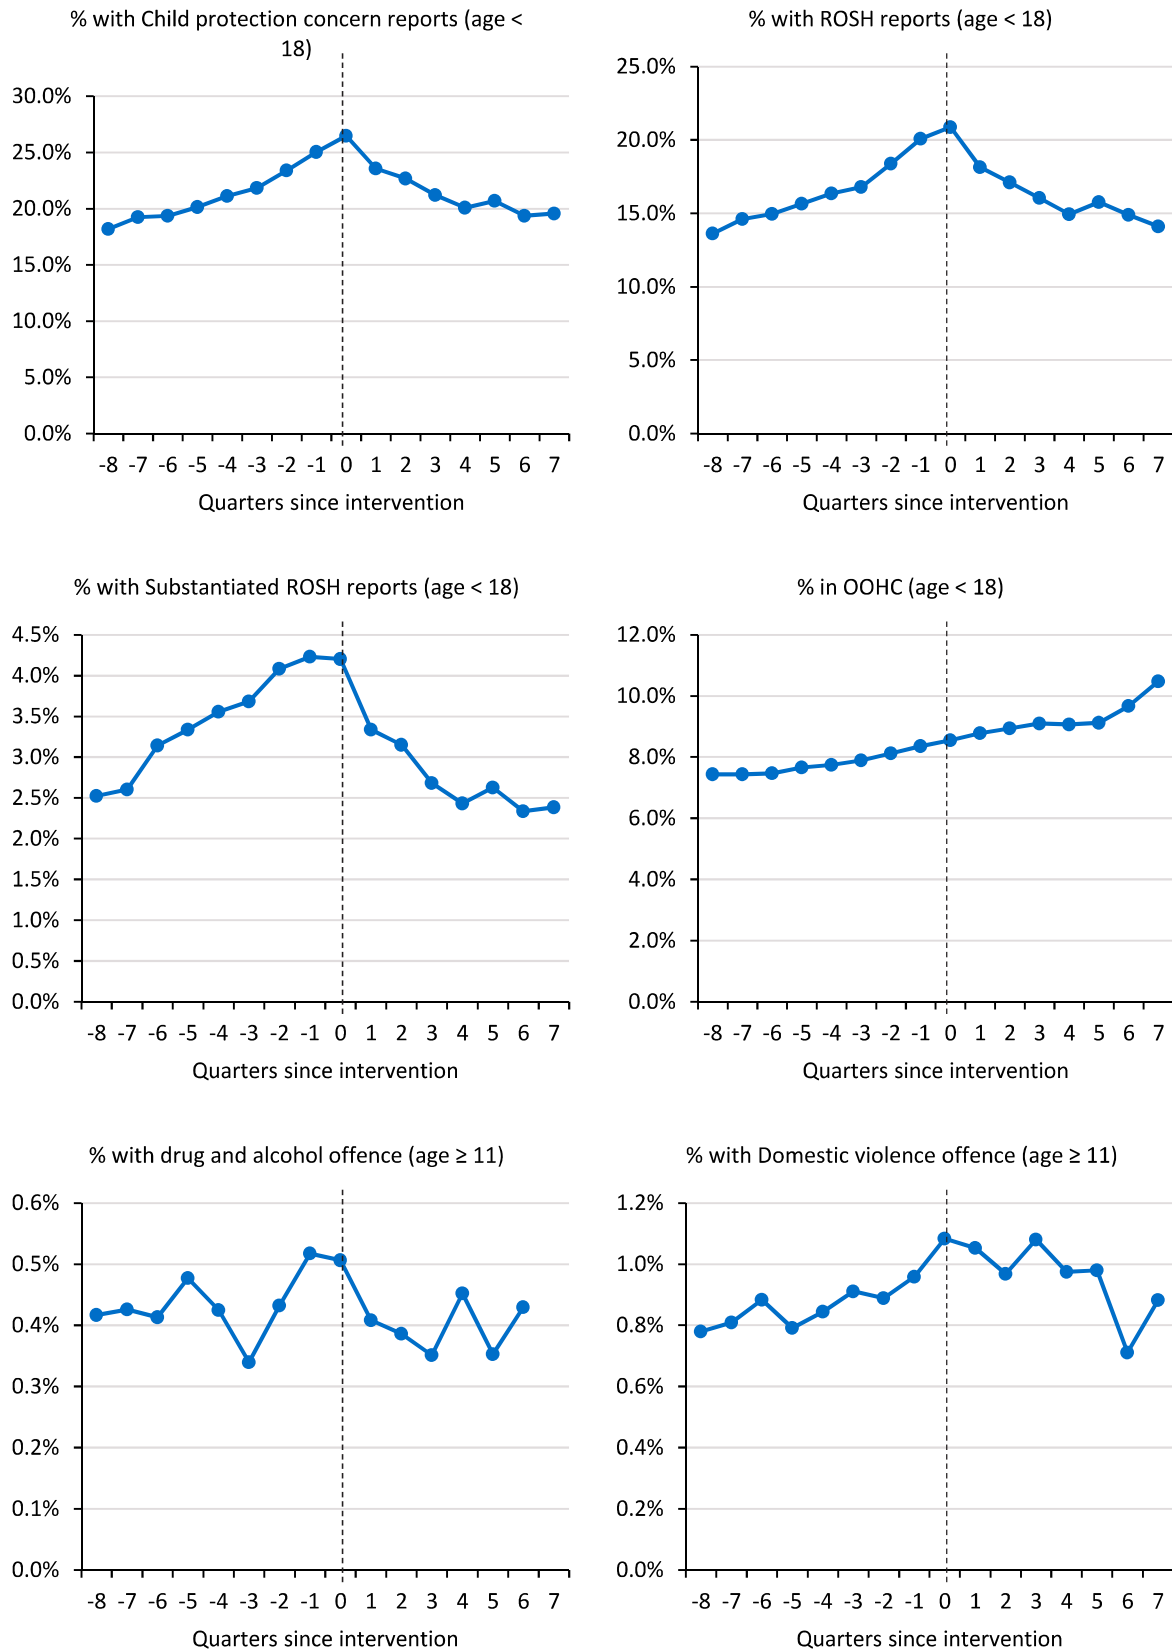 % with Child protection concern reports (age <
18)
30.0%
25.0%
20.0%
15.0%
10.0%
5.0%
0.0%
-8 -7 -6 -5 -4 -3 -2 -1 0 1 2 3 4 5 6 7
Quarters since intervention
% with ROSH reports (age < 18)
25.0%
20.0%
15.0%
10.0%
5.0%
0.0%
-8 -7 -6 -5 -4 -3 -2 -1 0 1 2 3 4 5 6 7
Quarters since intervention
% with Substantiated ROSH reports (age < 18)
4.5%
4.0%
3.5%
3.0%
2.5%
2.0%
1.5%
1.0%
0.5%
0.0%
-8 -7 -6 -5 -4 -3 -2 -1 0 1 2 3 4 5 6 7
Quarters since intervention
% in OOHC (age < 18)
12.0%
10.0%
8.0%
6.0%
4.0%
2.0%
0.0%
-8 -7 -6 -5 -4 -3 -2 -1 0 1 2 3 4 5 6 7
Quarters since intervention
% with drug and alcohol offence (age ≥ 11)
0.6%
0.5%
0.4%
0.3%
0.2%
0.1%
0.0%
-8 -7 -6 -5 -4 -3 -2 -1 0 1 2 3 4 5 6 7
Quarters since intervention
% with Domestic violence offence (age ≥ 11)
1.2%
1.0%
0.8%
0.6%
0.4%
0.2%
0.0%
-8 -7 -6 -5 -4 -3 -2 -1 0 1 2 3 4 5 6 7
Quarters since intervention